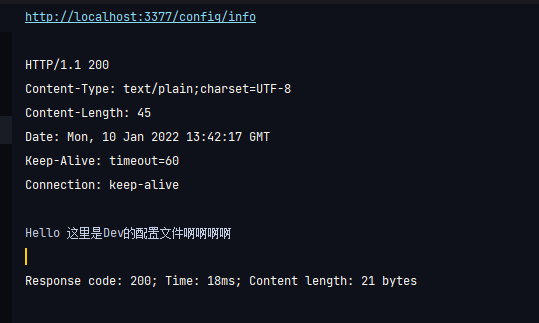 http://localhost:3377/config/info
HTTP/1.1 200
Content-Type: text/plain;charset=UTF-8
Content-Length: 45
Date: Mon, 10 Jan 2022 13:42:17 GMT
Keep-Alive: timeout=60
Connection: keep-alive
Hello 这里是Dev的配置文件啊啊啊啊
Response code: 200; Time: 18ms; Content length: 21 bytes